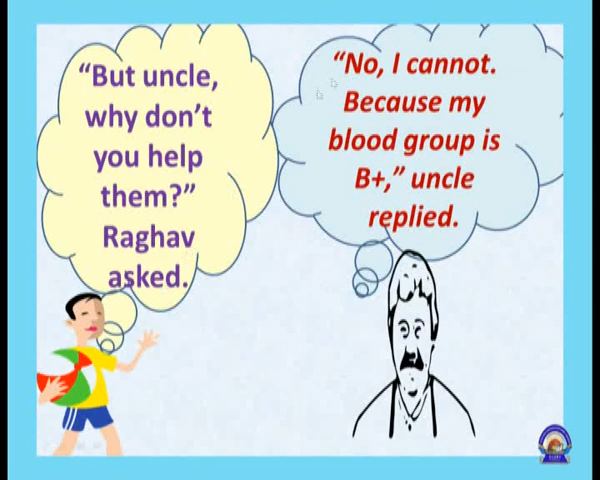 “But uncle,
why don’t
you help
them?”
Raghav
asked.
“No, I cannot.
Because my
blood group is
B+,” uncle
replied.